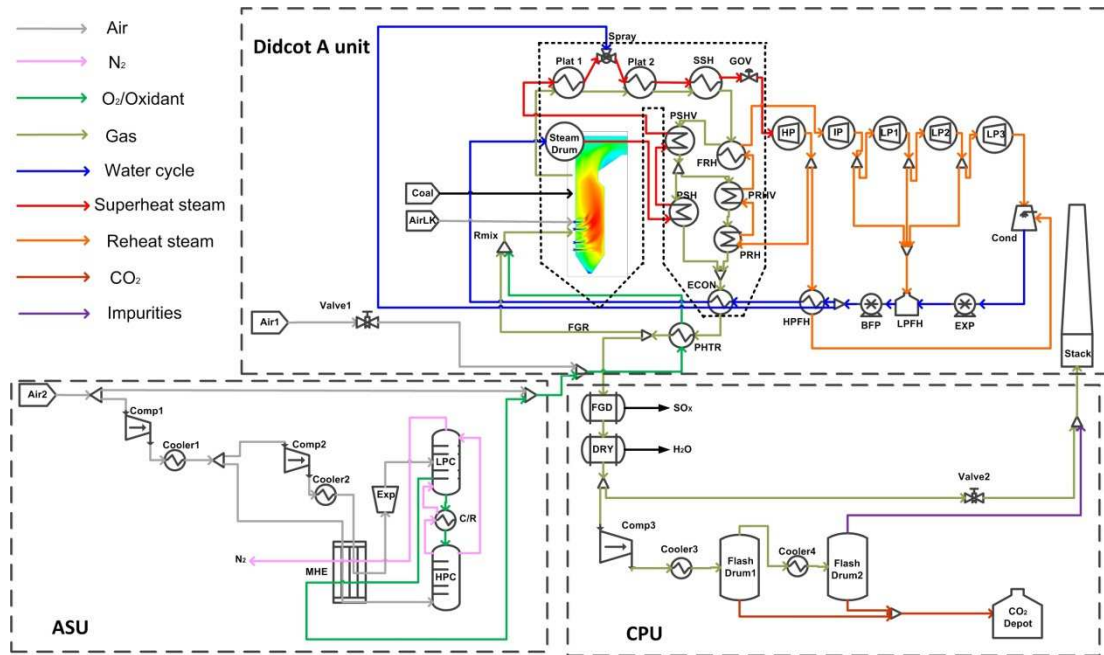 Air
N₂
O₂/Oxidant
Gas
Water cycle
Superheat steam
Reheat steam
CO₂
Impurities
Didcot A unit
Spray
Plat 1
Plat 2
SSH
GOV
Steam
Drum
PSHV
FRH
HP
IP
LP1
LP2
LP3
Coal
AirLK
PSH
PRHV
PRH
Rmix
Cond
ECON
HPFH
BFP
LPFH
EXP
Valve1
Air1
FGR
PHTR
Stack
Air2
Comp1
Cooler1
Comp2
Cooler2
Exp
LPC
C/R
HPC
N₂
MHE
ASU
FGD
SOx
DRY
H₂O
Valve2
Comp3
Cooler3
Flash
Drum1
Cooler4
Flash
Drum2
CO₂
Depot
CPU